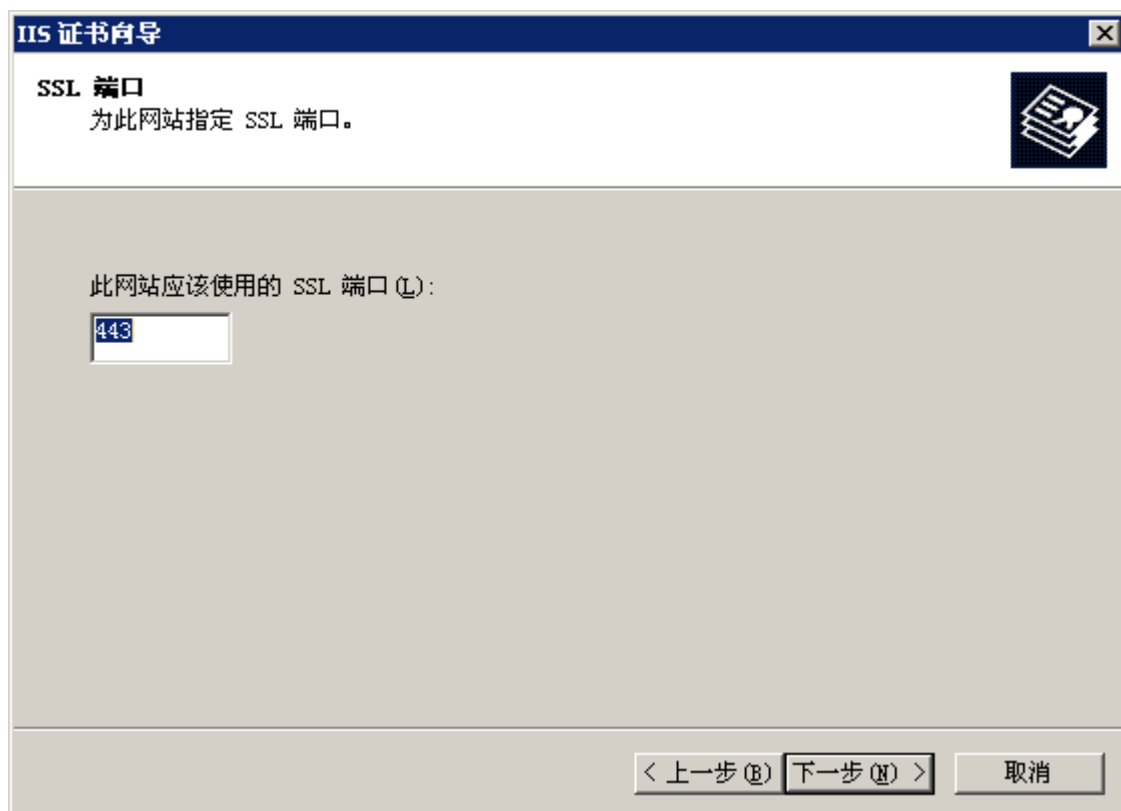 IIS 证书向导
SSL 端口
为此网站指定 SSL 端口。
此网站应该使用的 SSL 端口(L):
443
< 上一步(B) 下一步(N) > 取消